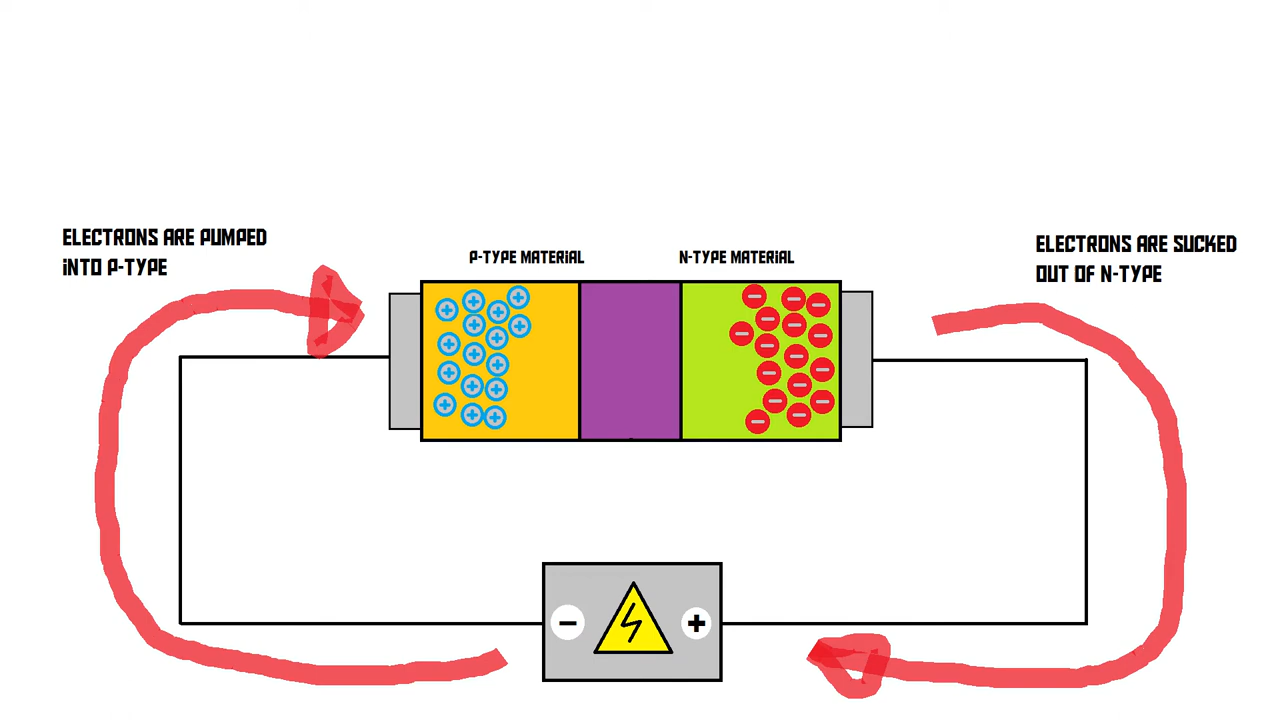 ELECTRONS ARE PUMPED
iNTO P-TYPE
P-TYPE MATERIAL
N-TYPE MATERIAL
ELECTRONS ARE SUCKED
OUT OF N-TYPE